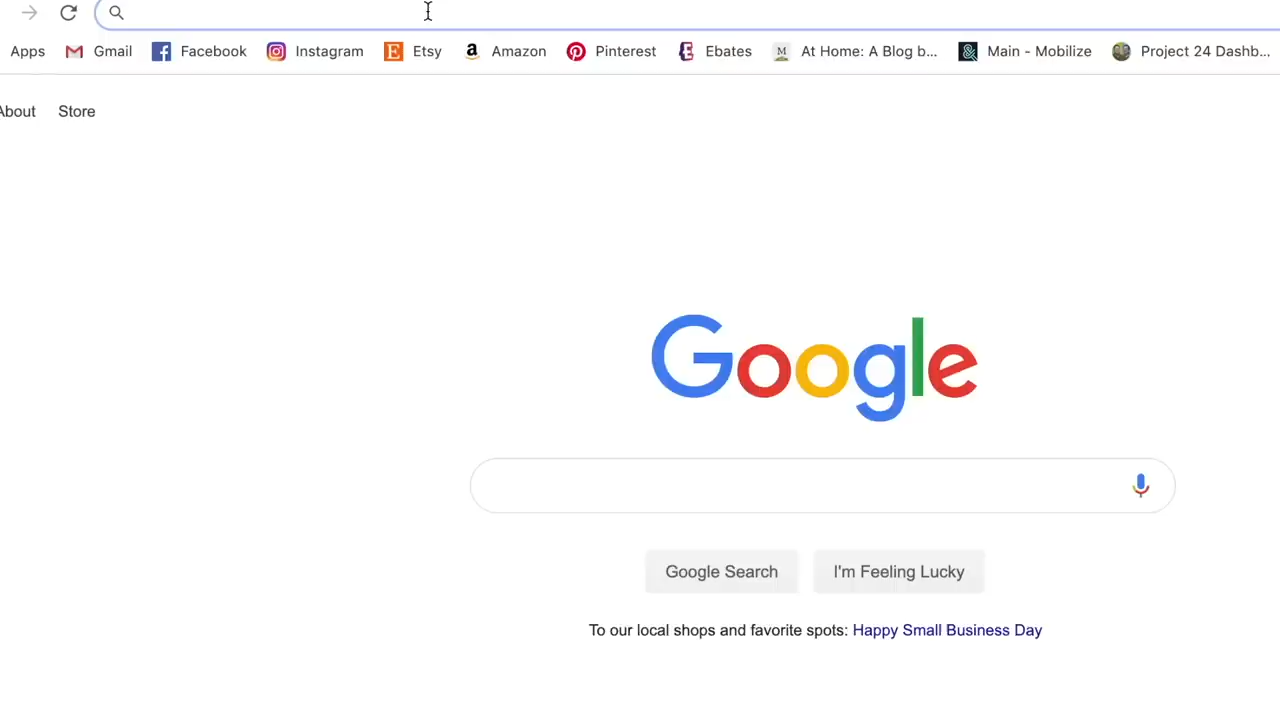 Apps Gmail Facebook Instagram Etsy Amazon Pinterest Ebates At Home: A Blog b... Main - Mobilize Project 24 Dashb...
About Store
Google
Google Search I'm Feeling Lucky
To our local shops and favorite spots: Happy Small Business Day